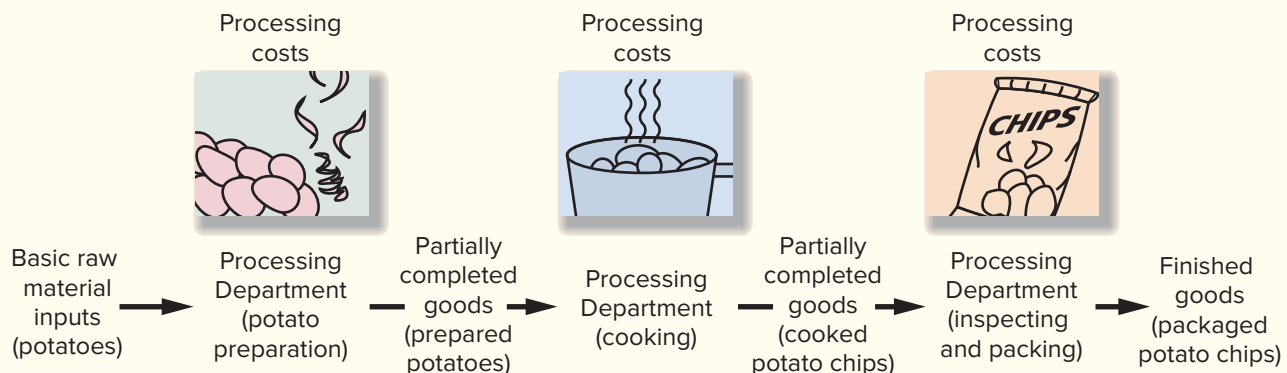 Processing
costs
Processing
costs
Processing
costs
CHIPS
Basic raw
material
inputs
(potatoes)
Processing
Department
(potato
preparation)
Partially
completed
goods
(prepared
potatoes)
Processing
Department
(cooking)
Partially
completed
goods
(cooked
potato chips)
Processing
Department
(inspecting
and packing)
Finished
goods
(packaged
potato chips)